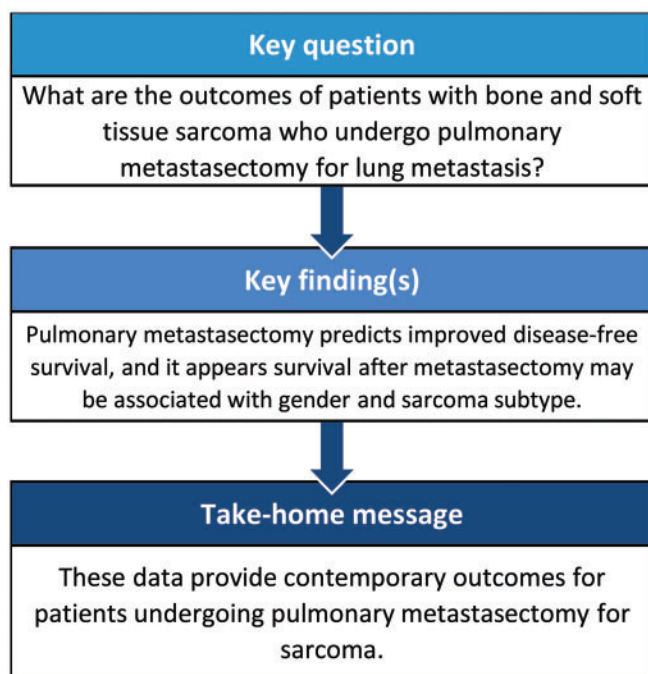 Key question
What are the outcomes of patients with bone and soft
tissue sarcoma who undergo pulmonary
metastasectomy for lung metastasis?
Key finding(s)
Pulmonary metastasectomy predicts improved disease-free
survival, and it appears survival after metastasectomy may
be associated with gender and sarcoma subtype.
Take-home message
These data provide contemporary outcomes for
patients undergoing pulmonary metastasectomy for
sarcoma.